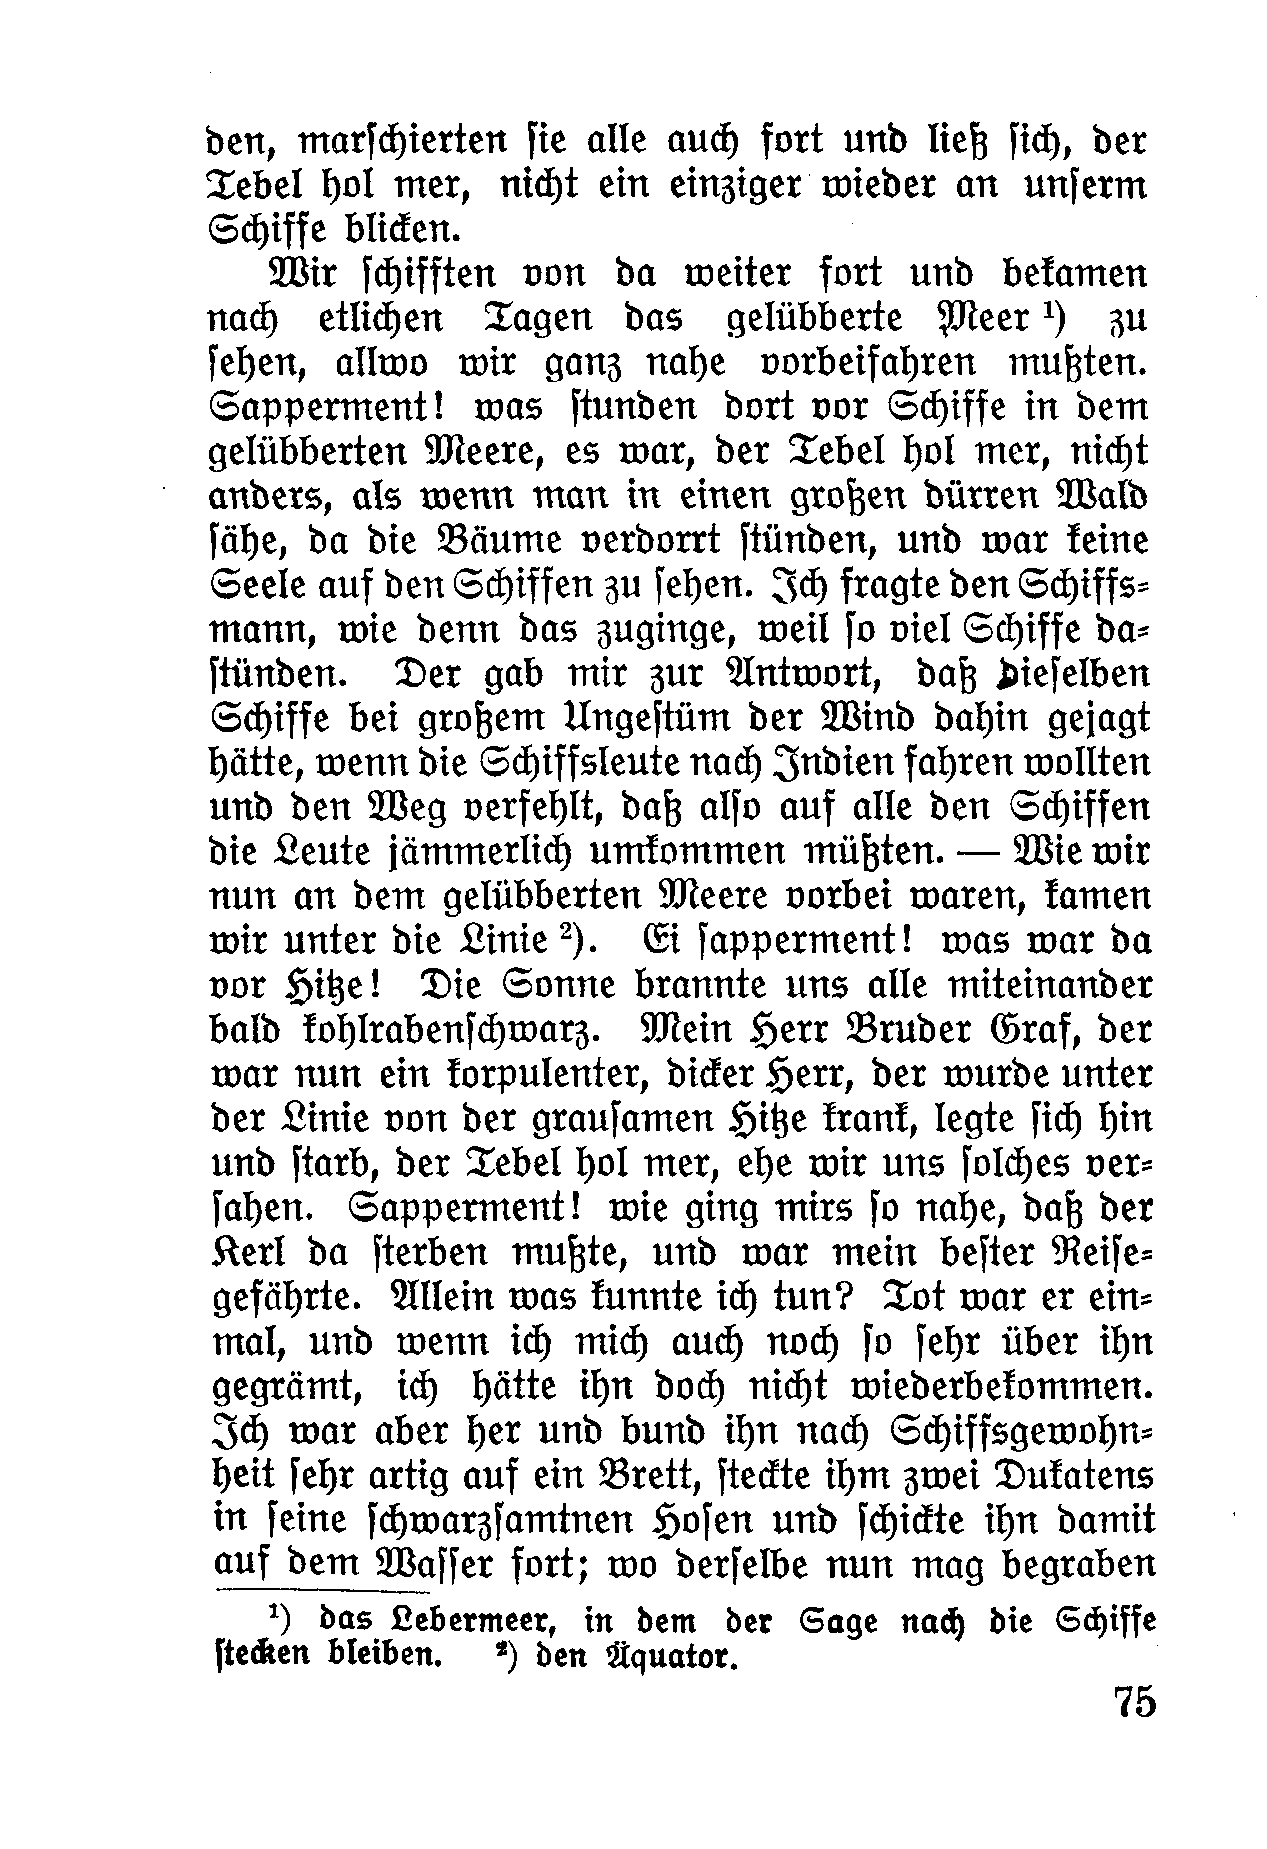 den, marſchierten ſie alle auch fort und ließ ſich, der
Tebel hol mer, nicht ein einziger wieder an unſerm
Schiffe blicken.
Wir ſchifften von da weiter fort und bekamen
nach etlichen Tagen das gelübberte Meer ¹) zu
ſehen, allwo wir ganz nahe vorbeifahren mußten.
Sapperment! was ſtunden dort vor Schiffe in dem
gelübberten Meere, es war, der Tebel hol mer, nicht
anders, als wenn man in einen großen dürren Wald
ſähe, da die Bäume verdorrt ſtünden, und war keine
Seele auf den Schiffen zu ſehen. Ich fragte den Schiffs⸗
mann, wie denn das zuginge, weil ſo viel Schiffe da⸗
ſtünden. Der gab mir zur Antwort, daß dieſelben
Schiffe bei großem Ungeſtüm der Wind dahin gejagt
hätte, wenn die Schiffsleute nach Indien fahren wollten
und den Weg verfehlt, daß alſo auf alle den Schiffen
die Leute jämmerlich umkommen müßten. — Wie wir
nun an dem gelübberten Meere vorbei waren, kamen
wir unter die Linie ²). Ei ſapperment! was war da
vor Hitze! Die Sonne brannte uns alle miteinander
bald kohlrabenſchwarz. Mein Herr Bruder Graf, der
war nun ein korpulenter, dicker Herr, der wurde unter
der Linie von der grauſamen Hitze krank, legte ſich hin
und ſtarb, der Tebel hol mer, ehe wir uns ſolches ver⸗
ſahen. Sapperment! wie ging mirs ſo nahe, daß der
Kerl da ſterben mußte, und war mein beſter Reiſe⸗
gefährte. Allein was kunnte ich tun? Tot war er ein⸗
mal, und wenn ich mich auch noch ſo ſehr über ihn
gegrämt, ich hätte ihn doch nicht wiederbekommen.
Ich war aber her und bund ihn nach Schiffsgewohn⸗
heit ſehr artig auf ein Brett, ſteckte ihm zwei Dukatens
in ſeine ſchwarzſamtnen Hoſen und ſchickte ihn damit
auf dem Waſſer fort; wo derſelbe nun mag begraben
¹) das Lebermeer, in dem der Sage nach die Schiffe
ſtecken bleiben. ²) den Äquator.
75